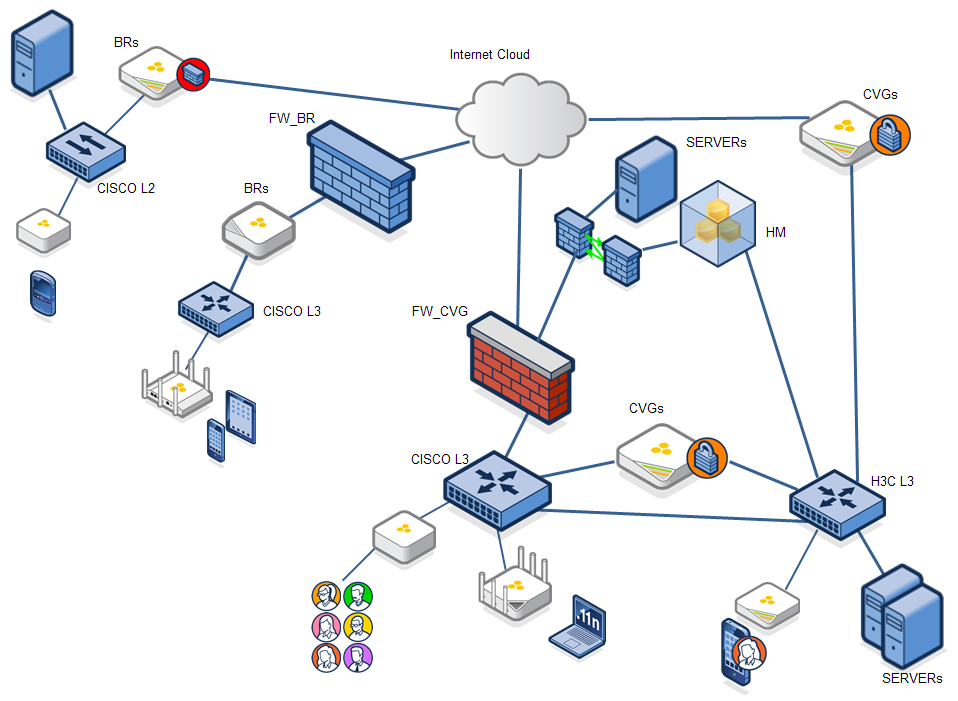 BRs
Internet Cloud
CVGs
FW_BR
SERVERs
CISCO L2
BRs
HM
CISCO L3
FW_CVG
CVGs
CISCO L3
H3C L3
.11n
SERVERs